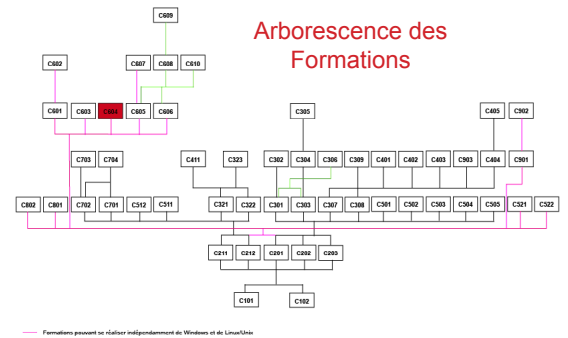 Arborescence des
Formations
C609
C602
C607
C608
C610
C601
C603
C604
C605
C606
C305
C405
C902
C703
C704
C411
C323
C302
C304
C306
C309
C401
C402
C403
C903
C404
C901
C802
C801
C702
C701
C512
C511
C321
C322
C301
C303
C307
C308
C501
C502
C503
C504
C505
C521
C522
C211
C212
C201
C202
C203
C101
C102
Formations pouvant se réaliser indépendamment de Windows et de Linux/Unix